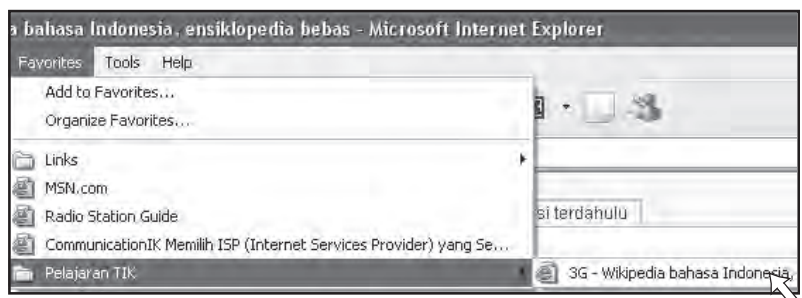 a bahasa Indonesia, ensiklopedia bebas - Microsoft Internet Explorer
Favorites Tools Help
Add to Favorites...
Organize Favorites...
Links
MSN.com
Radio Station Guide
si terdahulu
CommunicationIK Memilih ISP (Internet Services Provider) yang Se...
Pelajaran TIK
3G - Wikipedia bahasa Indonesia,